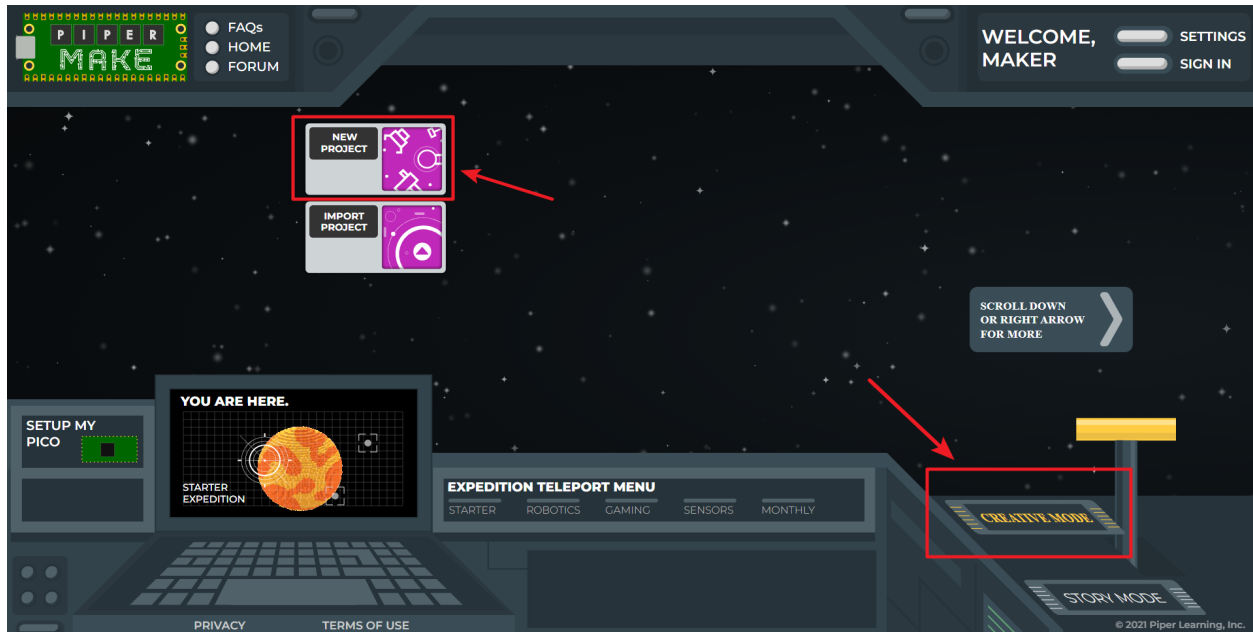 PIPER
MAKE
FAQs
HOME
FORUM
WELCOME,
MAKER
SETTINGS
SIGN IN
NEW
PROJECT
IMPORT
PROJECT
SCROLL DOWN
OR RIGHT ARROW
FOR MORE
SETUP MY
PICO
YOU ARE HERE.
STARTER
EXPEDITION
EXPEDITION TELEPORT MENU
STARTER ROBOTICS GAMING SENSORS MONTHLY
CREATIVE MODE
STORY MODE
PRIVACY TERMS OF USE
© 2021 Piper Learning, Inc.